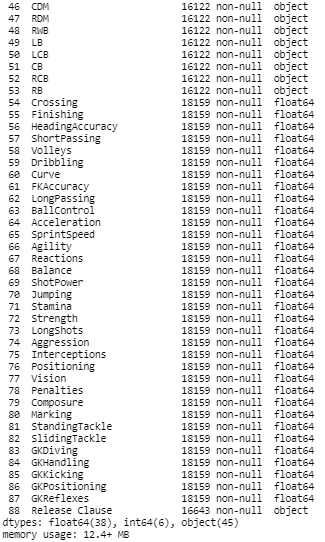 46 CDM 16122 non-null object
47 RDM 16122 non-null object
48 RWB 16122 non-null object
49 LB 16122 non-null object
50 LCB 16122 non-null object
51 CB 16122 non-null object
52 RCB 16122 non-null object
53 RB 16122 non-null object
54 Crossing 18159 non-null float64
55 Finishing 18159 non-null float64
56 HeadingAccuracy 18159 non-null float64
57 ShortPassing 18159 non-null float64
58 Volleys 18159 non-null float64
59 Dribbling 18159 non-null float64
60 Curve 18159 non-null float64
61 FKAccuracy 18159 non-null float64
62 LongPassing 18159 non-null float64
63 BallControl 18159 non-null float64
64 Acceleration 18159 non-null float64
65 SprintSpeed 18159 non-null float64
66 Agility 18159 non-null float64
67 Reactions 18159 non-null float64
68 Balance 18159 non-null float64
69 ShotPower 18159 non-null float64
70 Jumping 18159 non-null float64
71 Stamina 18159 non-null float64
72 Strength 18159 non-null float64
73 LongShots 18159 non-null float64
74 Aggression 18159 non-null float64
75 Interceptions 18159 non-null float64
76 Positioning 18159 non-null float64
77 Vision 18159 non-null float64
78 Penalties 18159 non-null float64
79 Composure 18159 non-null float64
80 Marking 18159 non-null float64
81 StandingTackle 18159 non-null float64
82 SlidingTackle 18159 non-null float64
83 GKDiving 18159 non-null float64
84 GKHandling 18159 non-null float64
85 GKKicking 18159 non-null float64
86 GKPositioning 18159 non-null float64
87 GKReflexes 18159 non-null float64
88 Release Clause 16643 non-null object
dtypes: float64(38), int64(6), object(45)
memory usage: 12.4+ MB